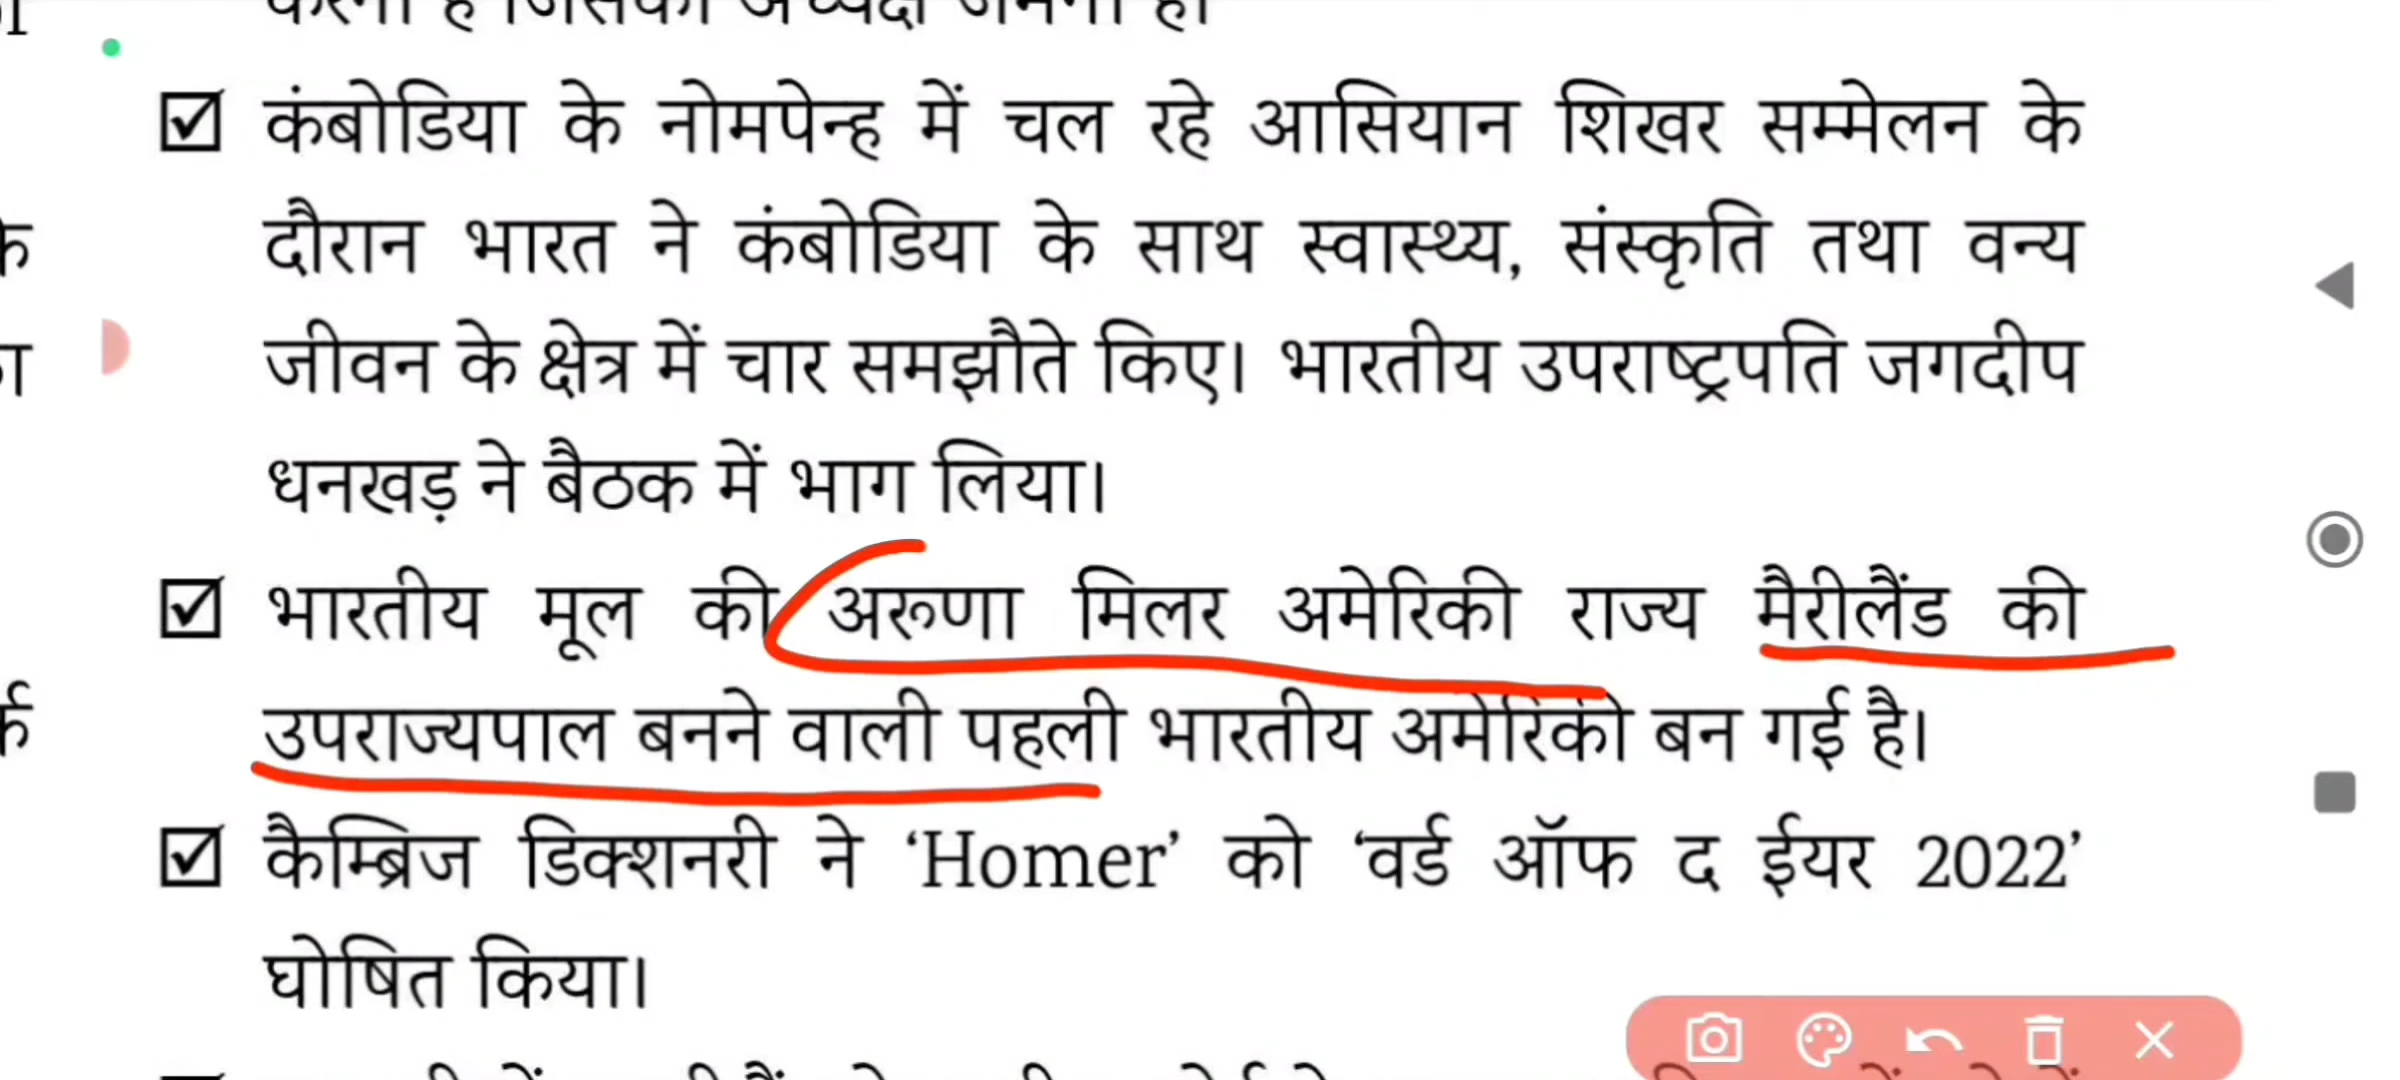 कंबोडिया के नोमपेन्ह में चल रहे आसियान शिखर सम्मेलन के
दौरान भारत ने कंबोडिया के साथ स्वास्थ्य, संस्कृति तथा वन्य
जीवन के क्षेत्र में चार समझौते किए। भारतीय उपराष्ट्रपति जगदीप
धनखड़ ने बैठक में भाग लिया।
भारतीय मूल की अरुणा मिलर अमेरिकी राज्य मैरीलैंड की
उपराज्यपाल बनने वाली पहली भारतीय अमेरिकी बन गई है।
कैम्ब्रिज डिक्शनरी ने ‘Homer’ को ‘वर्ड ऑफ द ईयर 2022’
घोषित किया।